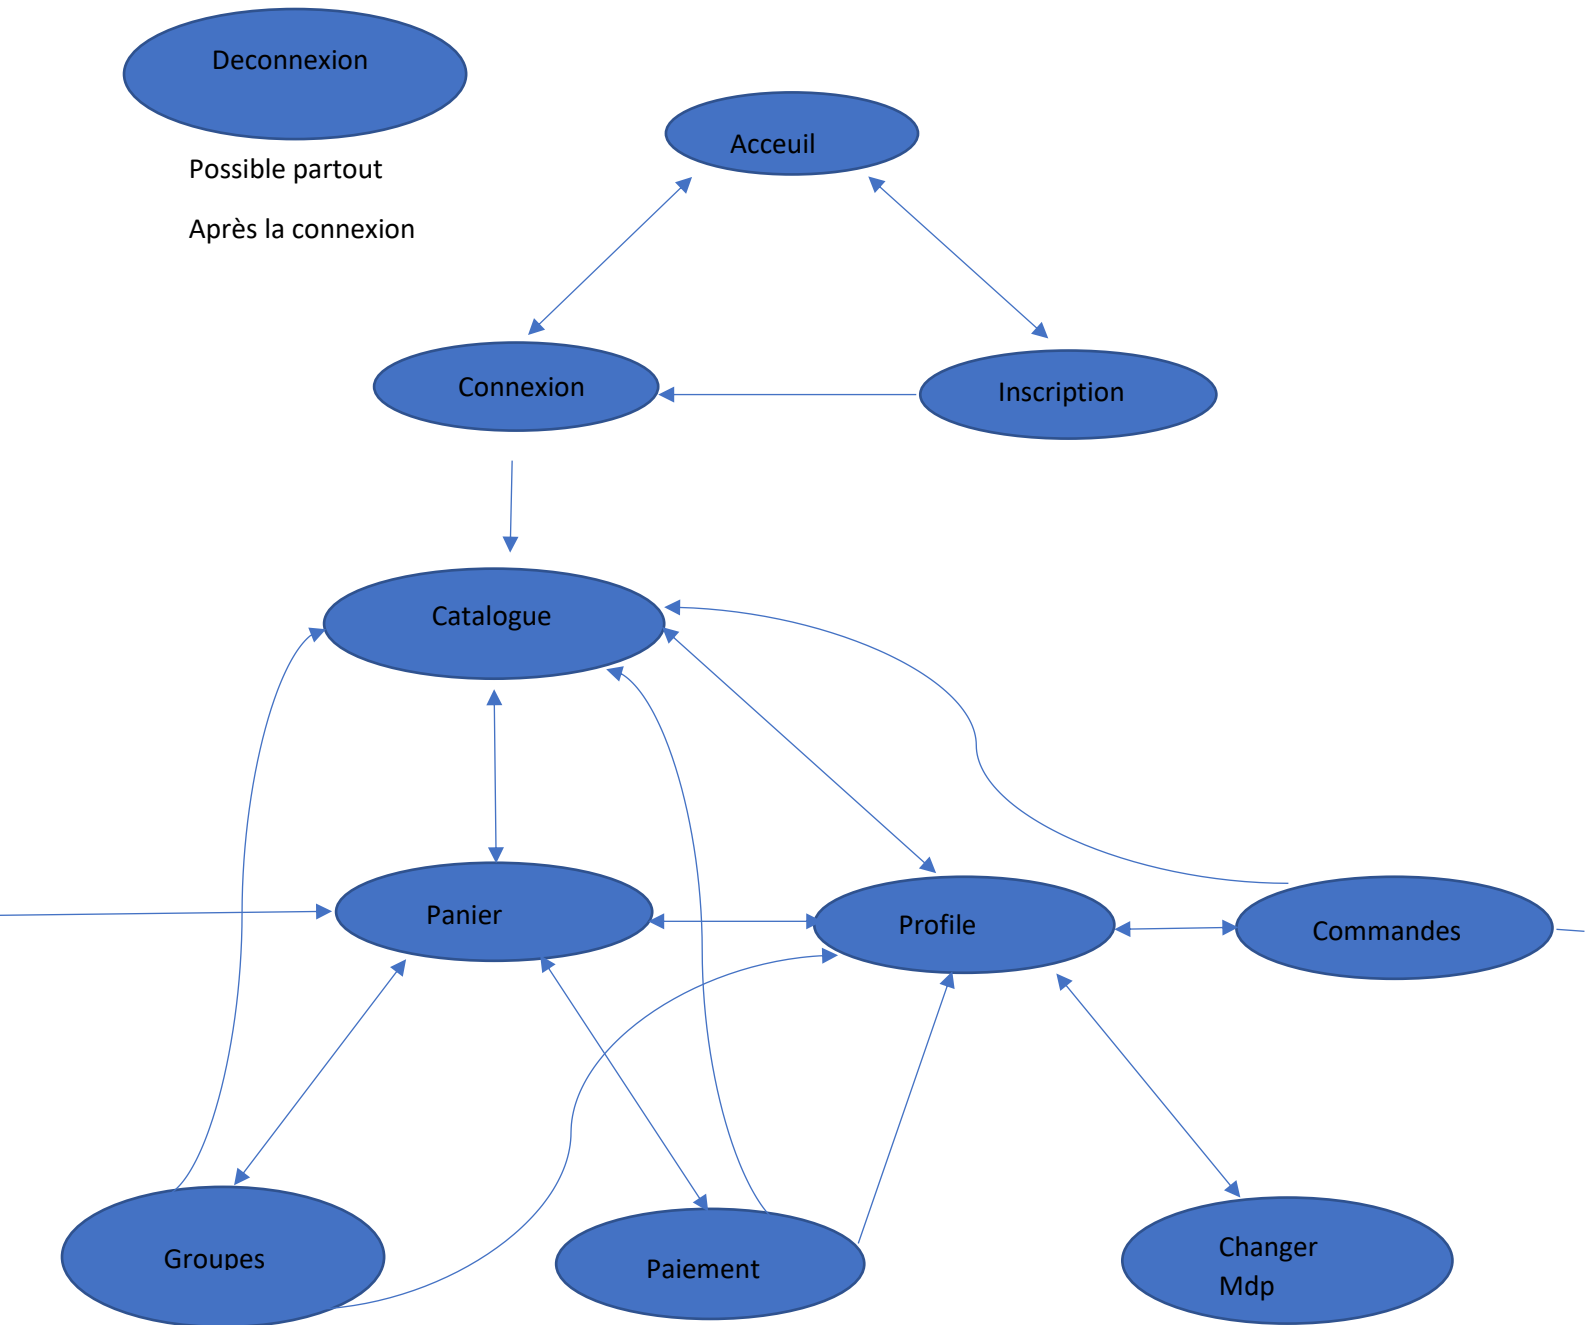 Deconnexion
Possible partout
Après la connexion
Acceuil
Connexion
Inscription
Catalogue
Panier
Profile
Commandes
Groupes
Paiement
Changer
Mdp